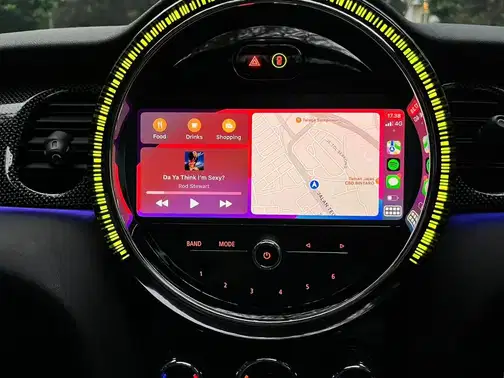 17.38
4G
Food
Drinks
Shopping
Da Ya Think I'm Sexy?
Rod Stewart
BAND
MODE
1
2
3
4
5
6